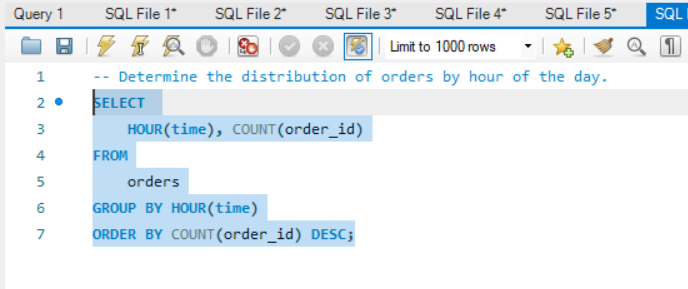 Query 1 SQL File 1* SQL File 2* SQL File 3* SQL File 4* SQL File 5* SQL
Limit to 1000 rows
1 -- Determine the distribution of orders by hour of the day.
2 SELECT
3 HOUR(time), COUNT(order_id)
4 FROM
5 orders
6 GROUP BY HOUR(time)
7 ORDER BY COUNT(order_id) DESC;